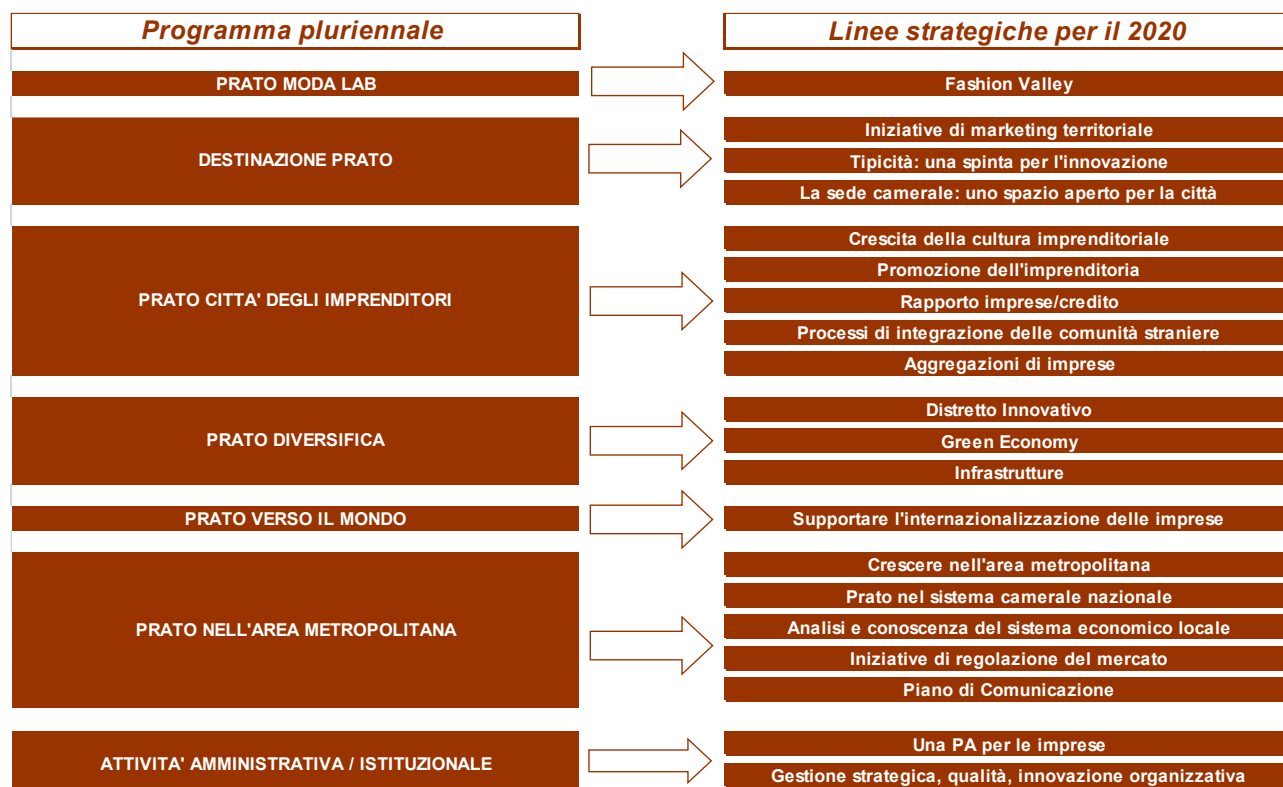 Programma pluriennale
Linee strategiche per il 2020
PRATO MODA LAB
Fashion Valley
DESTINAZIONE PRATO
Iniziative di marketing territoriale
Tipicità: una spinta per l'innovazione
La sede camerale: uno spazio aperto per la città
PRATO CITTA' DEGLI IMPRENDITORI
Crescita della cultura imprenditoriale
Promozione dell'imprenditoria
Rapporto imprese/credito
Processi di integrazione delle comunità straniere
Aggregazioni di imprese
PRATO DIVERSIFICA
Distretto Innovativo
Green Economy
Infrastrutture
PRATO VERSO IL MONDO
Supportare l'internazionalizzazione delle imprese
PRATO NELL'AREA METROPOLITANA
Crescere nell'area metropolitana
Prato nel sistema camerale nazionale
Analisi e conoscenza del sistema economico locale
Iniziative di regolazione del mercato
Piano di Comunicazione
ATTIVITA' AMMINISTRATIVA / ISTITUZIONALE
Una PA per le imprese
Gestione strategica, qualità, innovazione organizzativa